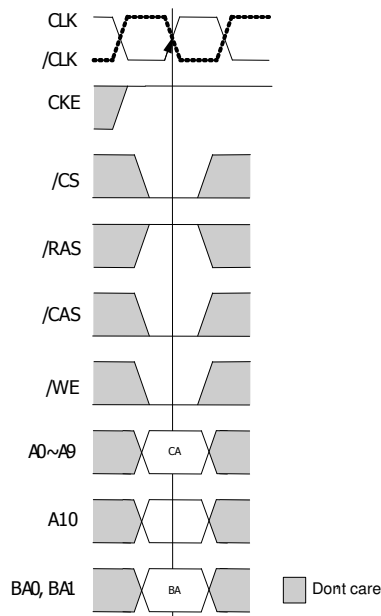 CLK
/CLK
CKE
/CS
/RAS
/CAS
/WE
A0~A9
CA
A10
BA0, BA1
BA
Dont care